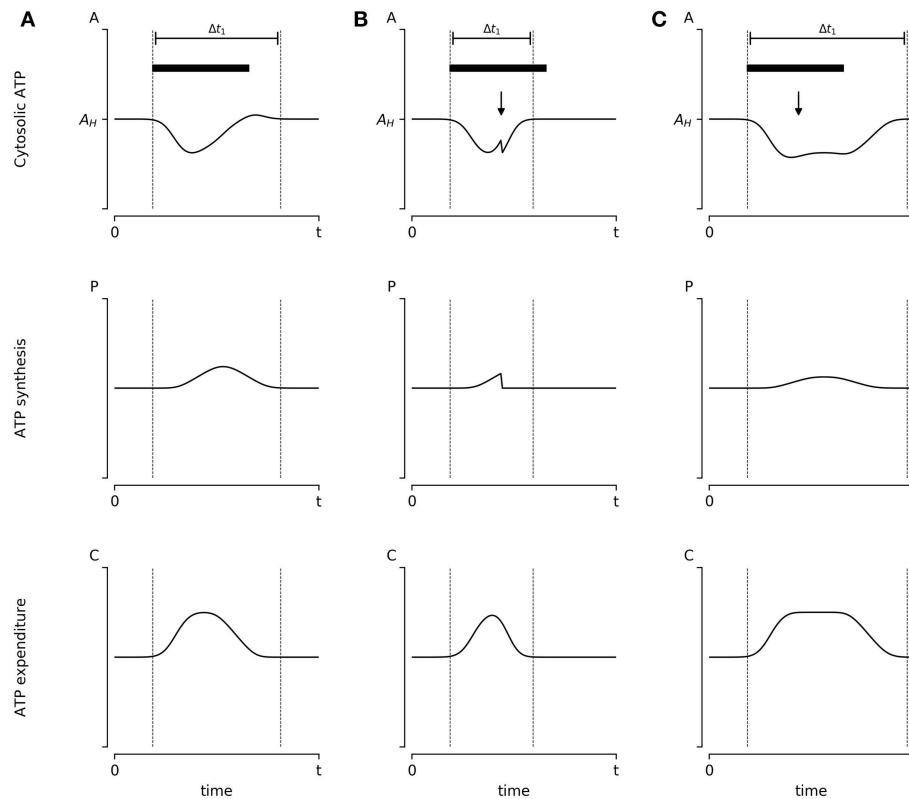 A
A
Δt₁
A_H
0
t
Cytosolic ATP
B
A
Δt₁
A_H
0
t
C
A
Δt₁
A_H
0
t
P
0
t
ATP synthesis
P
0
t
P
0
t
C
0
t
time
ATP expenditure
C
0
t
time
C
0
t
time